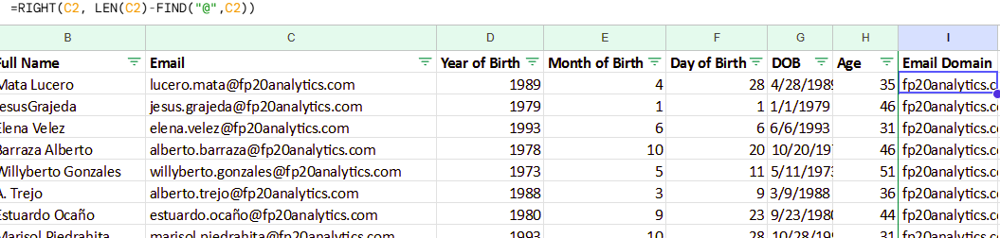 =RIGHT(C2, LEN(C2)-FIND("@",C2))
B C D E F G H I
Full Name Email Year of Birth Month of Birth Day of Birth DOB Age Email Domain
Mata Lucero lucero.mata@fp20analytics.com 1989 4 28 4/28/1989 35 fp20analytics.c
JesusGrajeda jesus.grajeda@fp20analytics.com 1979 1 1 1/1/1979 46 fp20analytics.c
Elena Velez elena.velez@fp20analytics.com 1993 6 6 6/6/1993 31 fp20analytics.c
Barraza Alberto alberto.barraza@fp20analytics.com 1978 10 20 10/20/197 46 fp20analytics.c
Willyberto Gonzales willyberto.gonzales@fp20analytics.com 1973 5 11 5/11/1973 51 fp20analytics.c
A. Trejo alberto.trejo@fp20analytics.com 1988 3 9 3/9/1988 36 fp20analytics.c
Estuardo Ocaño estuardo.ocaño@fp20analytics.com 1980 9 23 9/23/1980 44 fp20analytics.c
Marisol Piedrahita marisol.piedrahita@fp20analytics.com 1993 10 28 10/28/19 31 fp20analytics.c